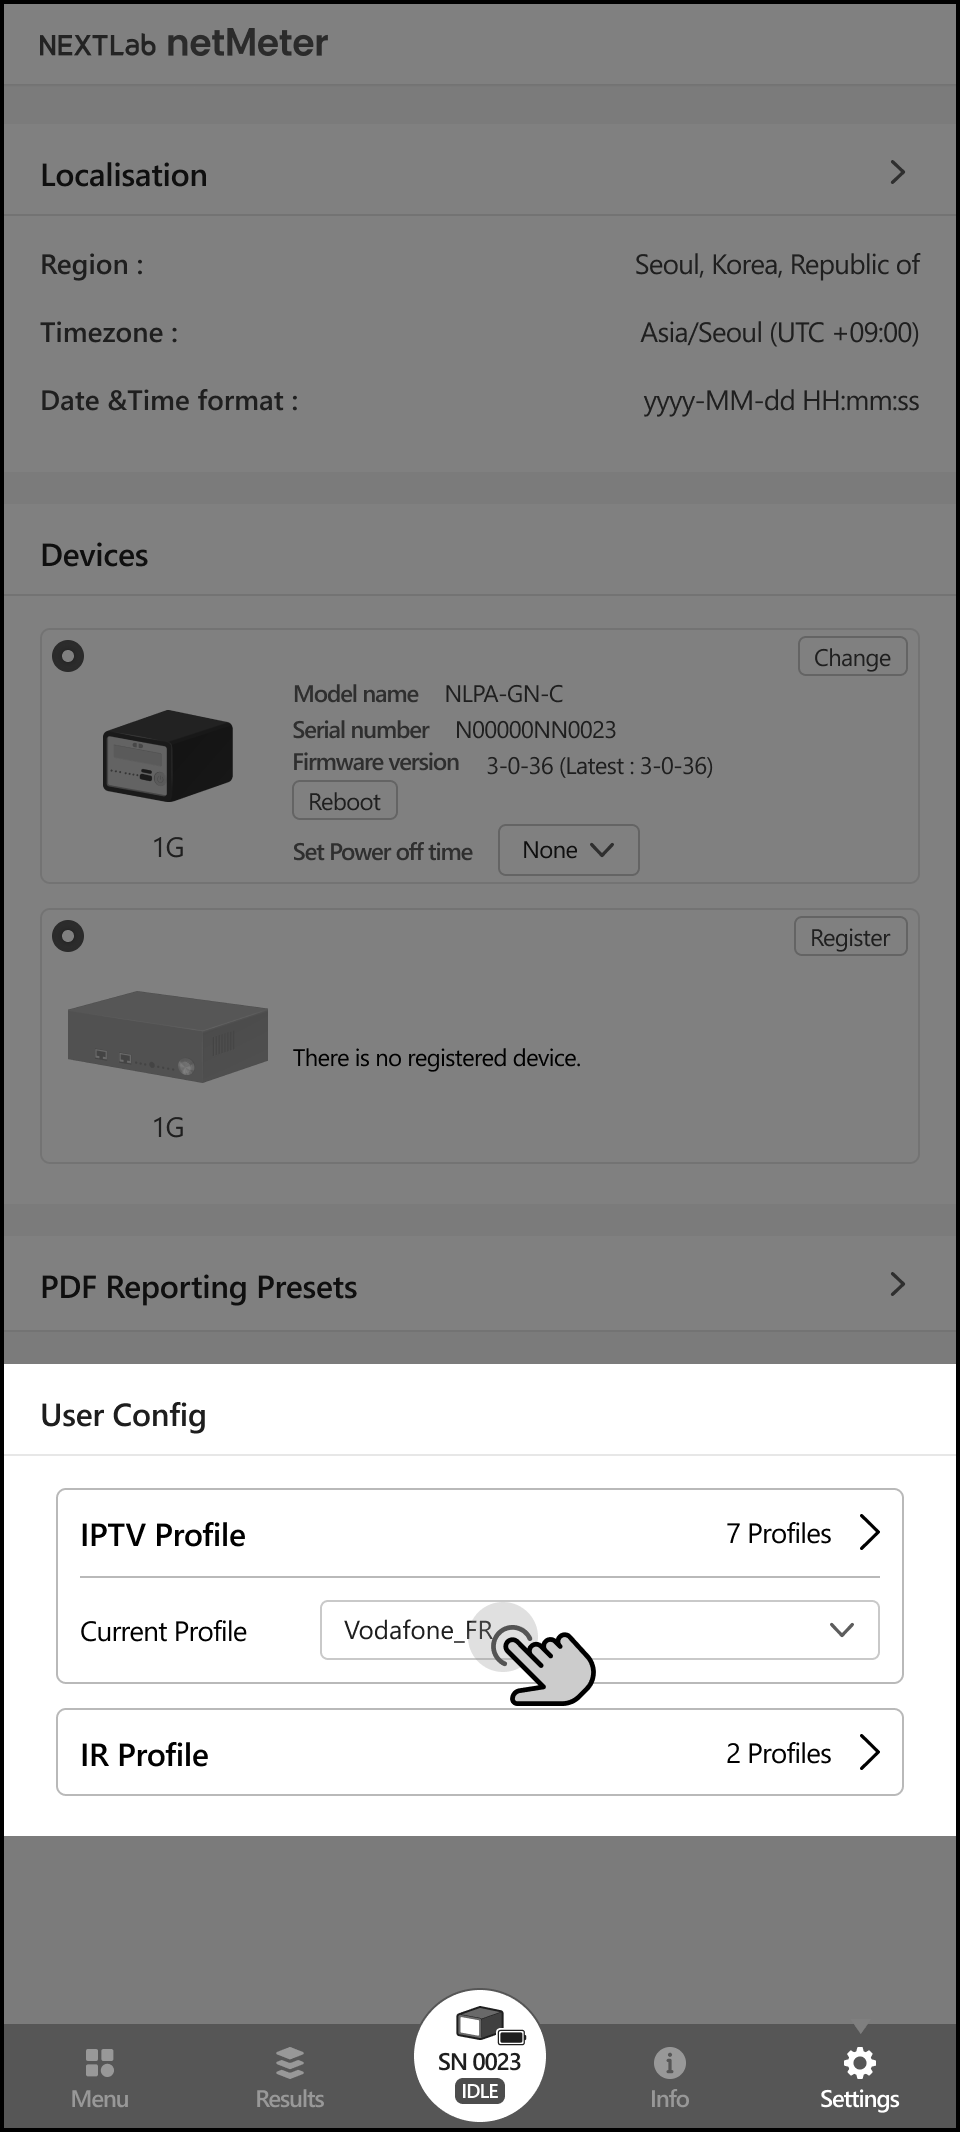 NEXTLab netMeter
Localisation
Region : Seoul, Korea, Republic of
Timezone : Asia/Seoul (UTC +09:00)
Date &Time format : yyyy-MM-dd HH:mm:ss
Devices
Change
Model name NLPA-GN-C
Serial number N00000NN0023
Firmware version 3-0-36 (Latest : 3-0-36)
Reboot
1G
Set Power off time None
Register
There is no registered device.
1G
PDF Reporting Presets
User Config
IPTV Profile 7 Profiles
Current Profile Vodafone_FR
IR Profile 2 Profiles
SN 0023
IDLE
Menu Results Info Settings